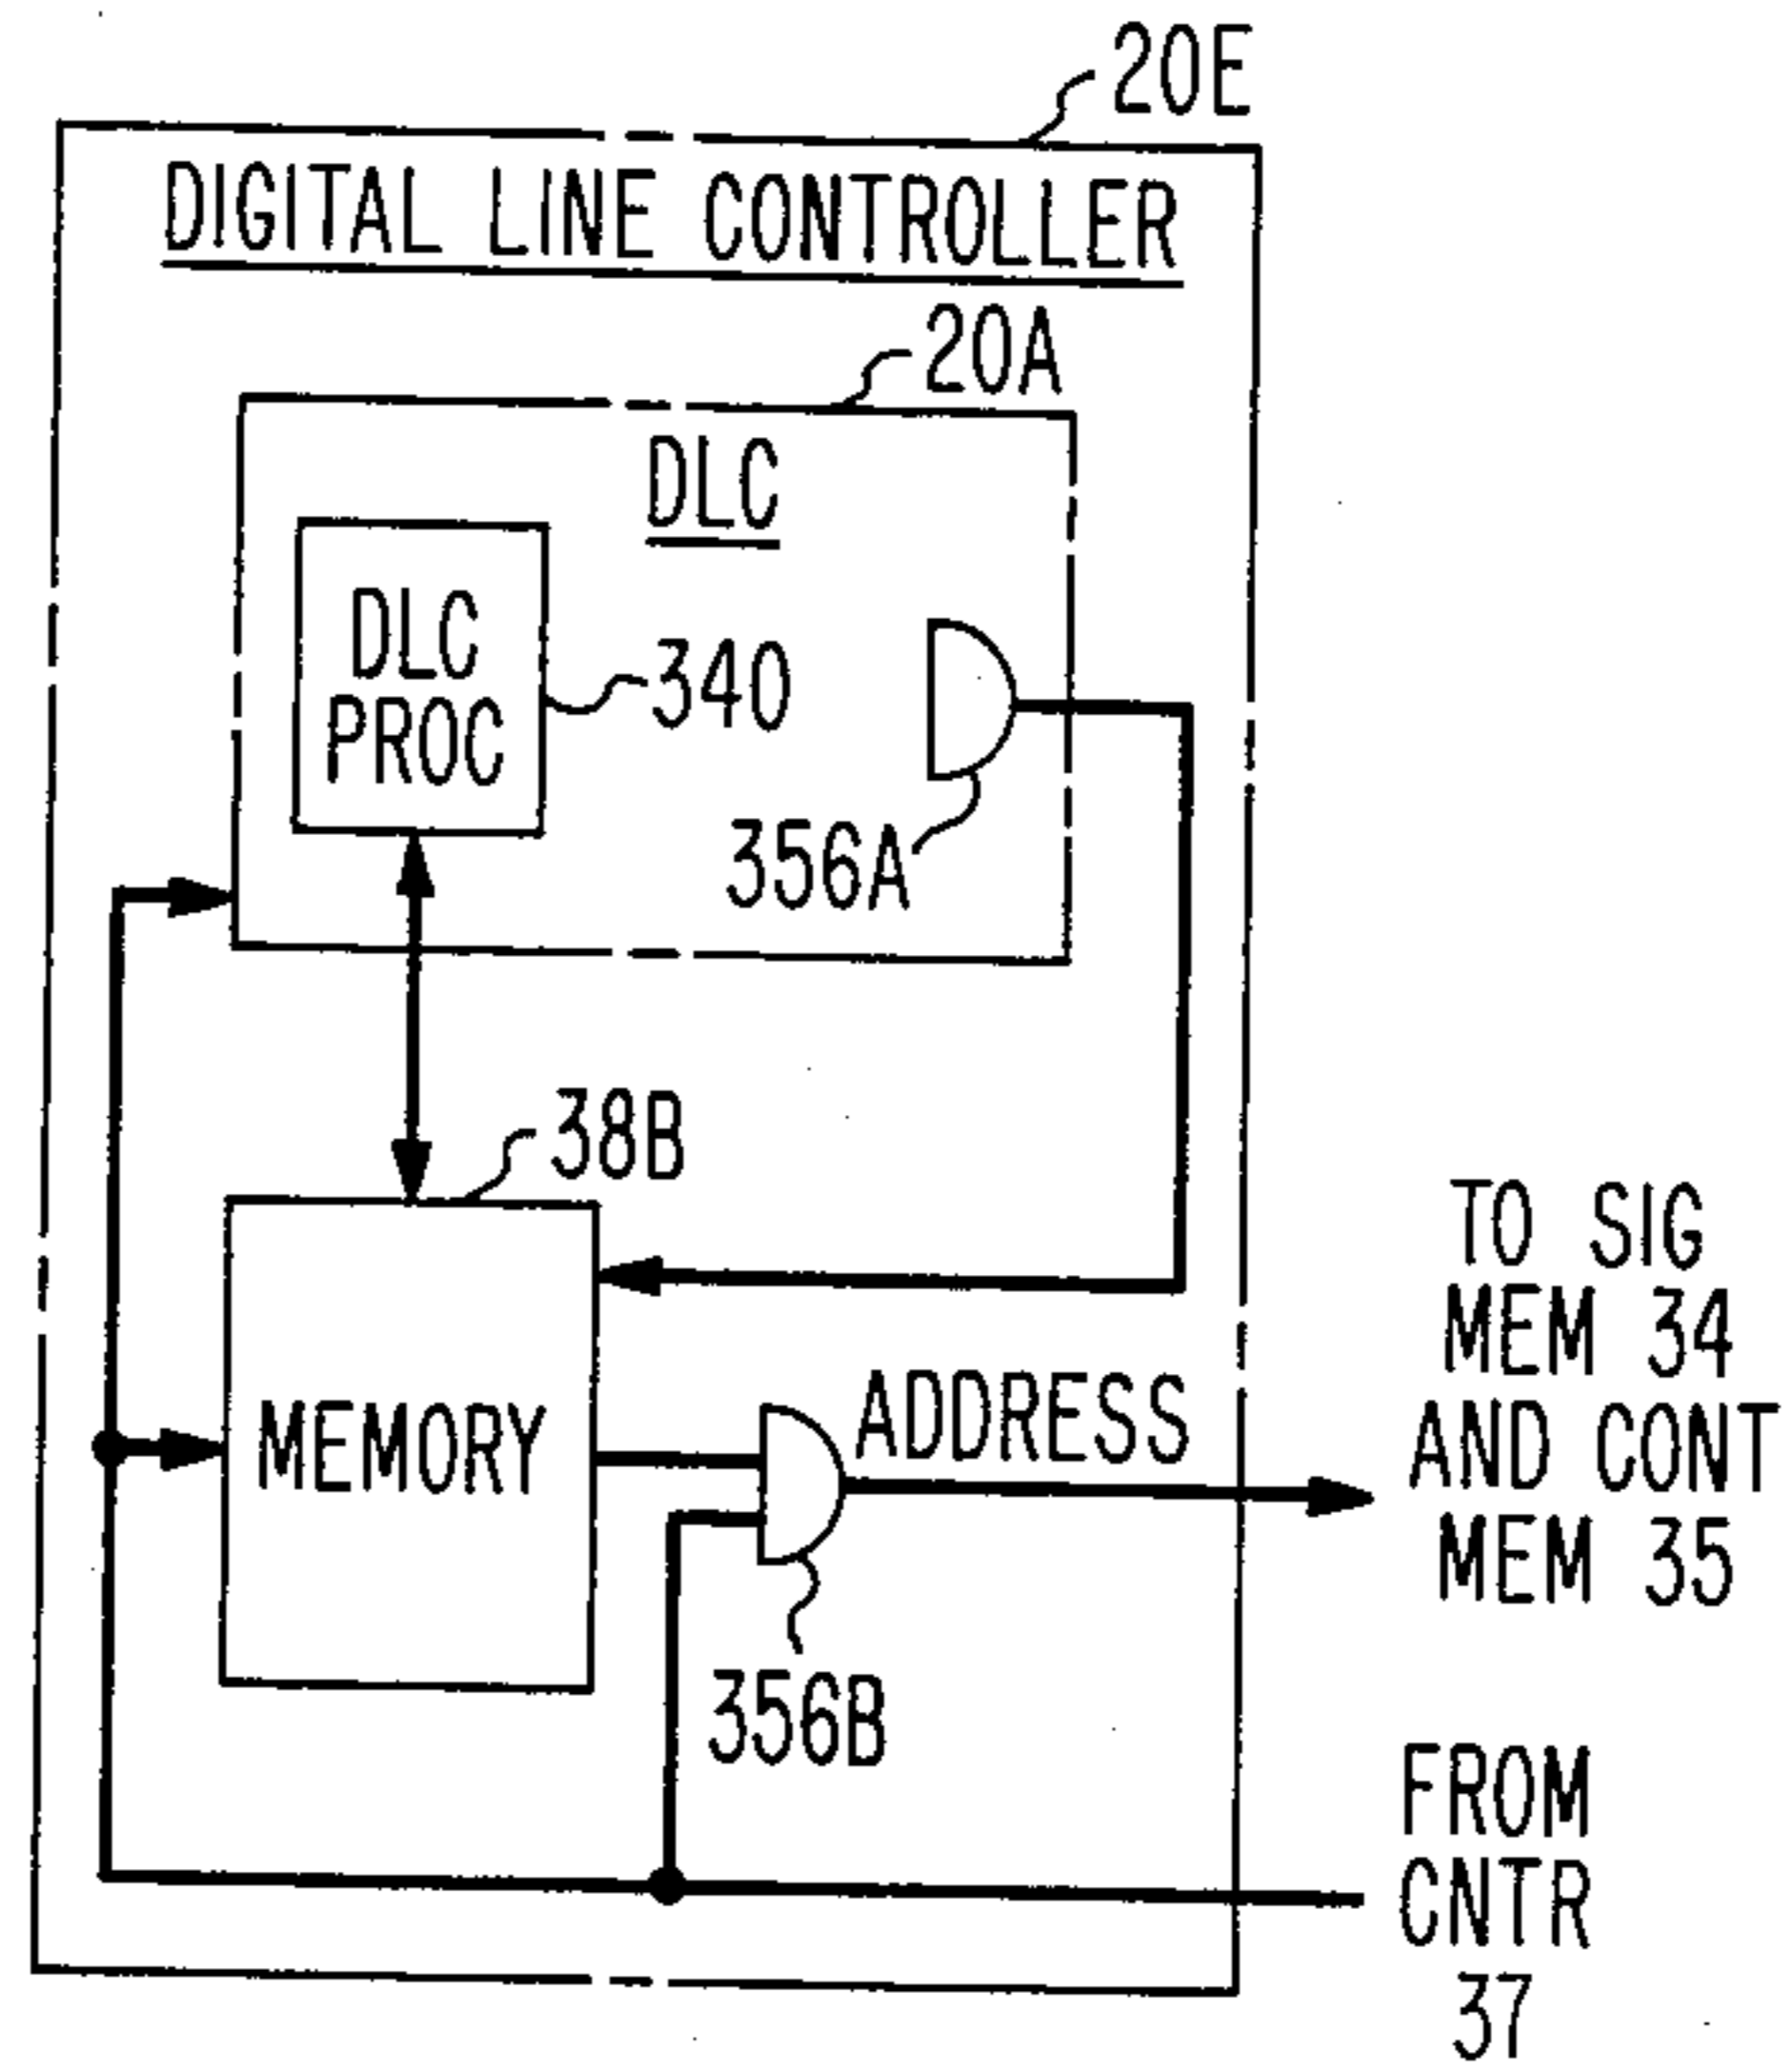 20E
DIGITAL LINE CONTROLLER
20A
DLC
DLC
PROC
340
356A
38B
MEMORY
ADDRESS
356B
TO SIG
MEM 34
AND CONT
MEM 35
FROM
CNTR
37